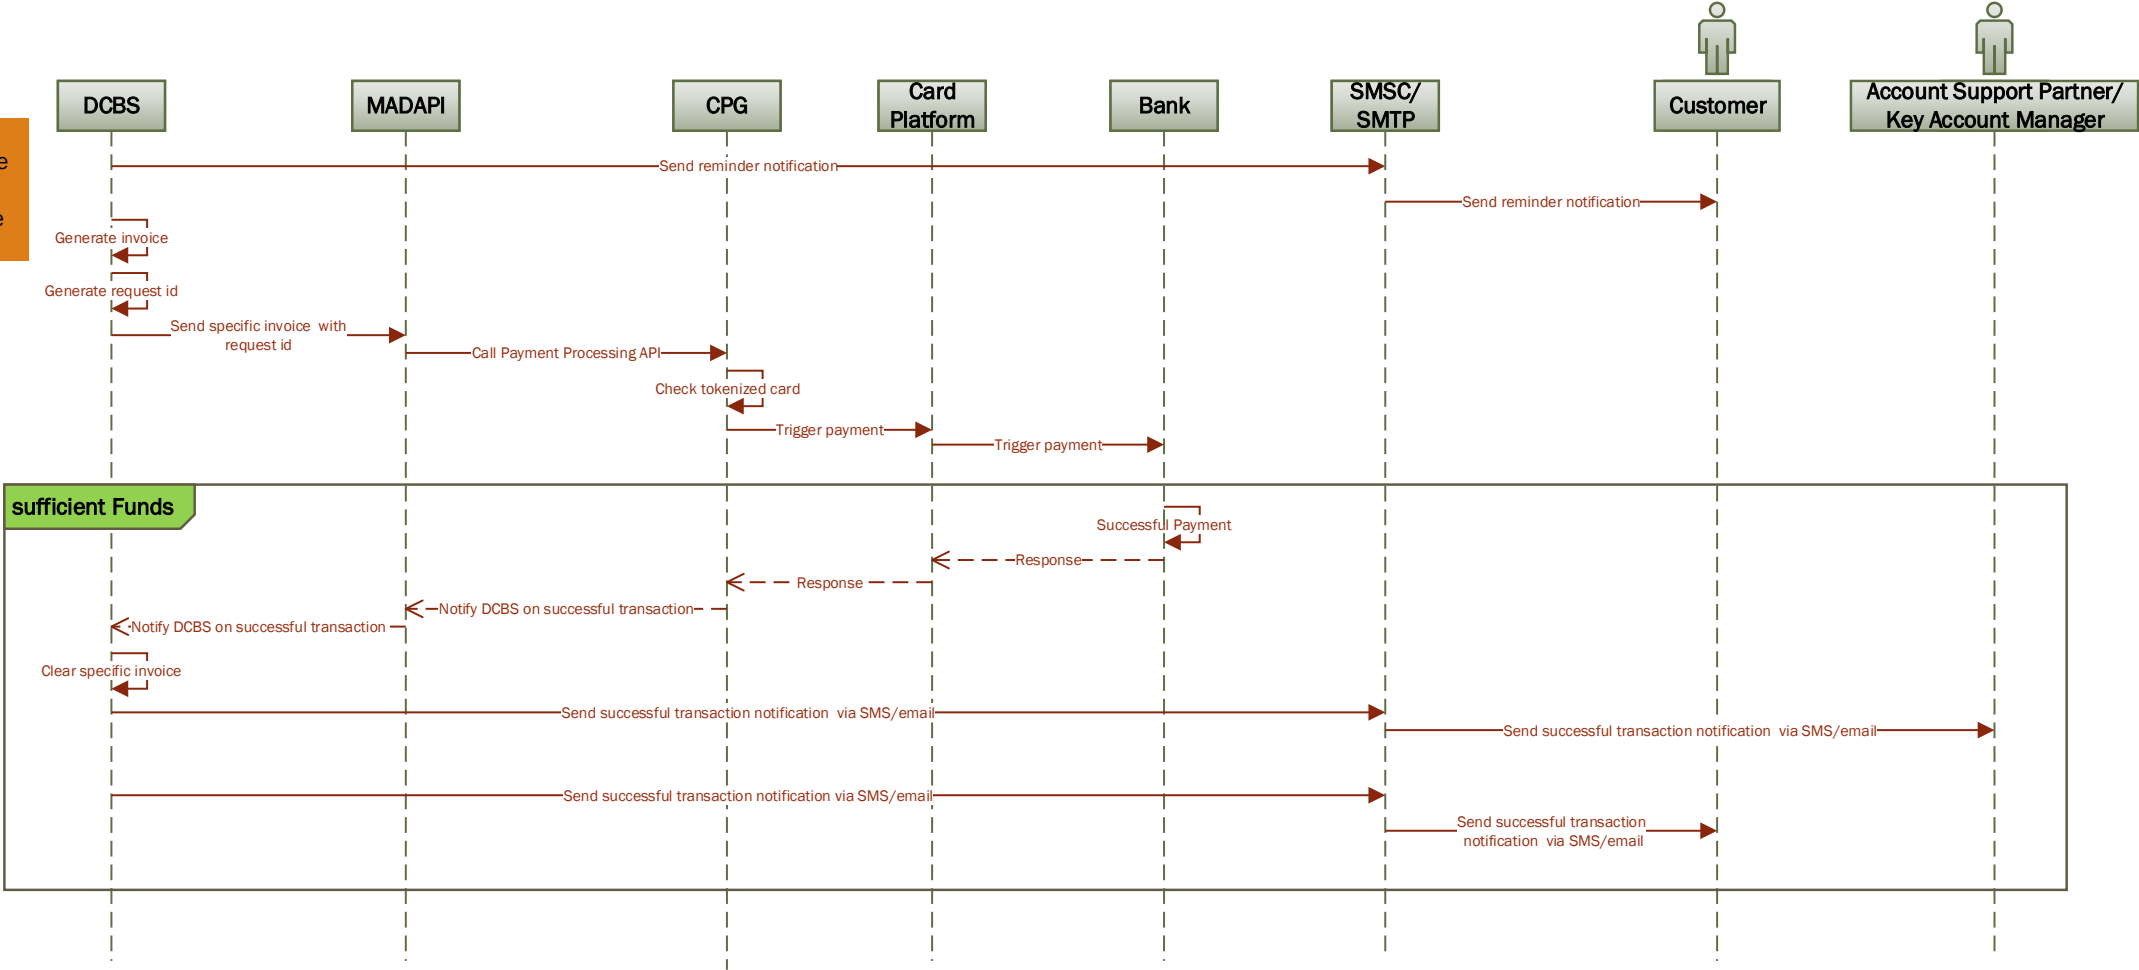 DCBS
MADAPI
CPG
Card
Platform
Bank
SMSC/
SMTP
Customer
Account Support Partner/
Key Account Manager
Send reminder notification
Send reminder notification
Generate invoice
Generate request id
Send specific invoice with
request id
Call Payment Processing API
Check tokenized card
Trigger payment
Trigger payment
sufficient Funds
Successful Payment
Response
Response
Notify DCBS on successful transaction
Notify DCBS on successful transaction
Clear specific invoice
Send successful transaction notification via SMS/email
Send successful transaction notification via SMS/email
Send successful transaction notification via SMS/email
Send successful transaction
notification via SMS/email